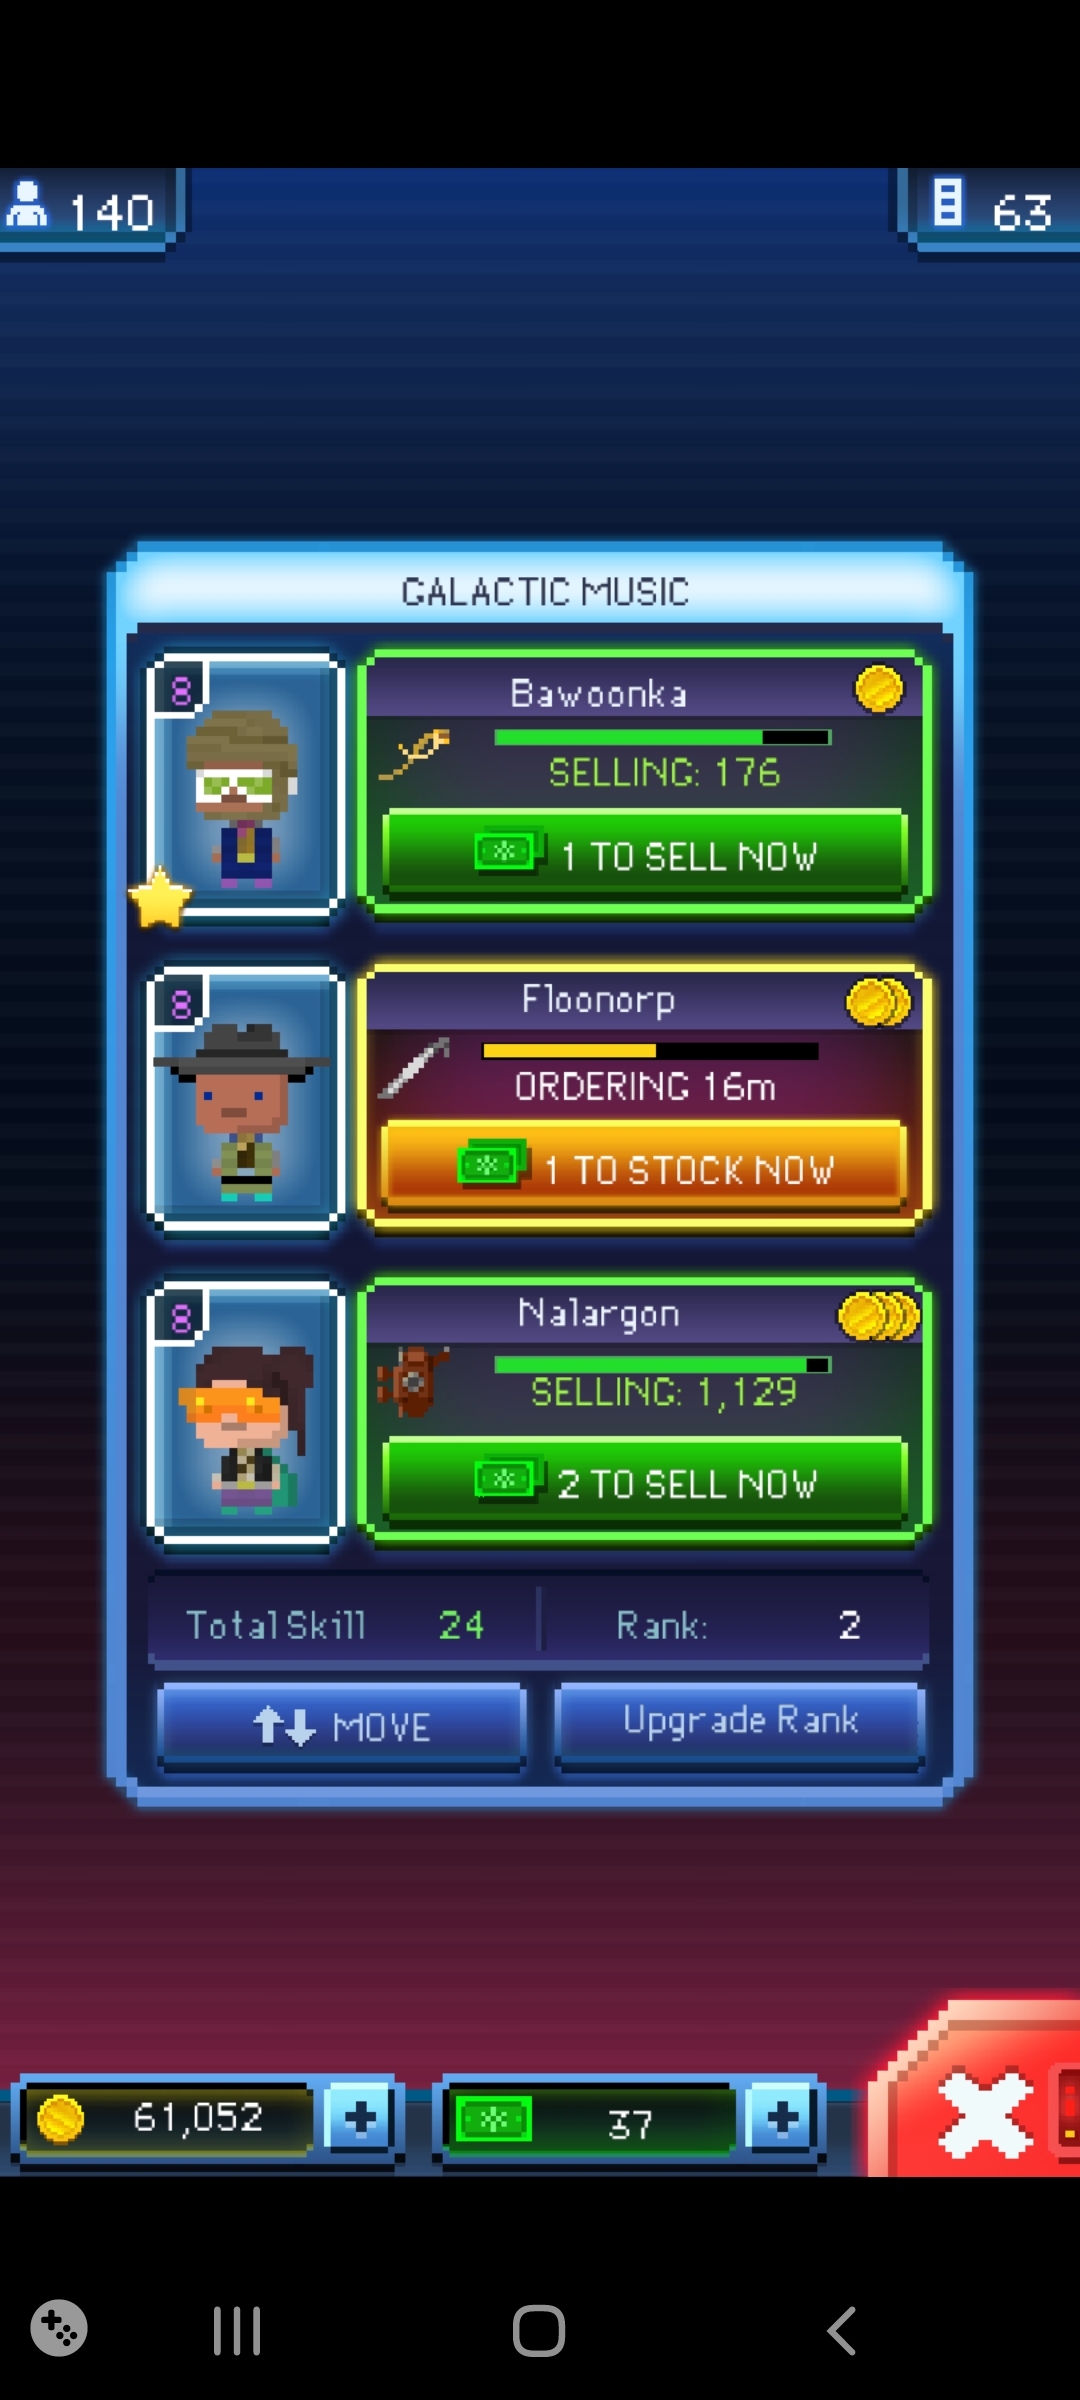 140
63
GALACTIC MUSIC
8
Bawoonka
SELLING: 176
1 TO SELL NOW
8
Floonorp
ORDERING 16m
1 TO STOCK NOW
8
Nalargon
SELLING: 1,129
2 TO SELL NOW
Total Skill 24 Rank: 2
MOVE Upgrade Rank
61,052 37